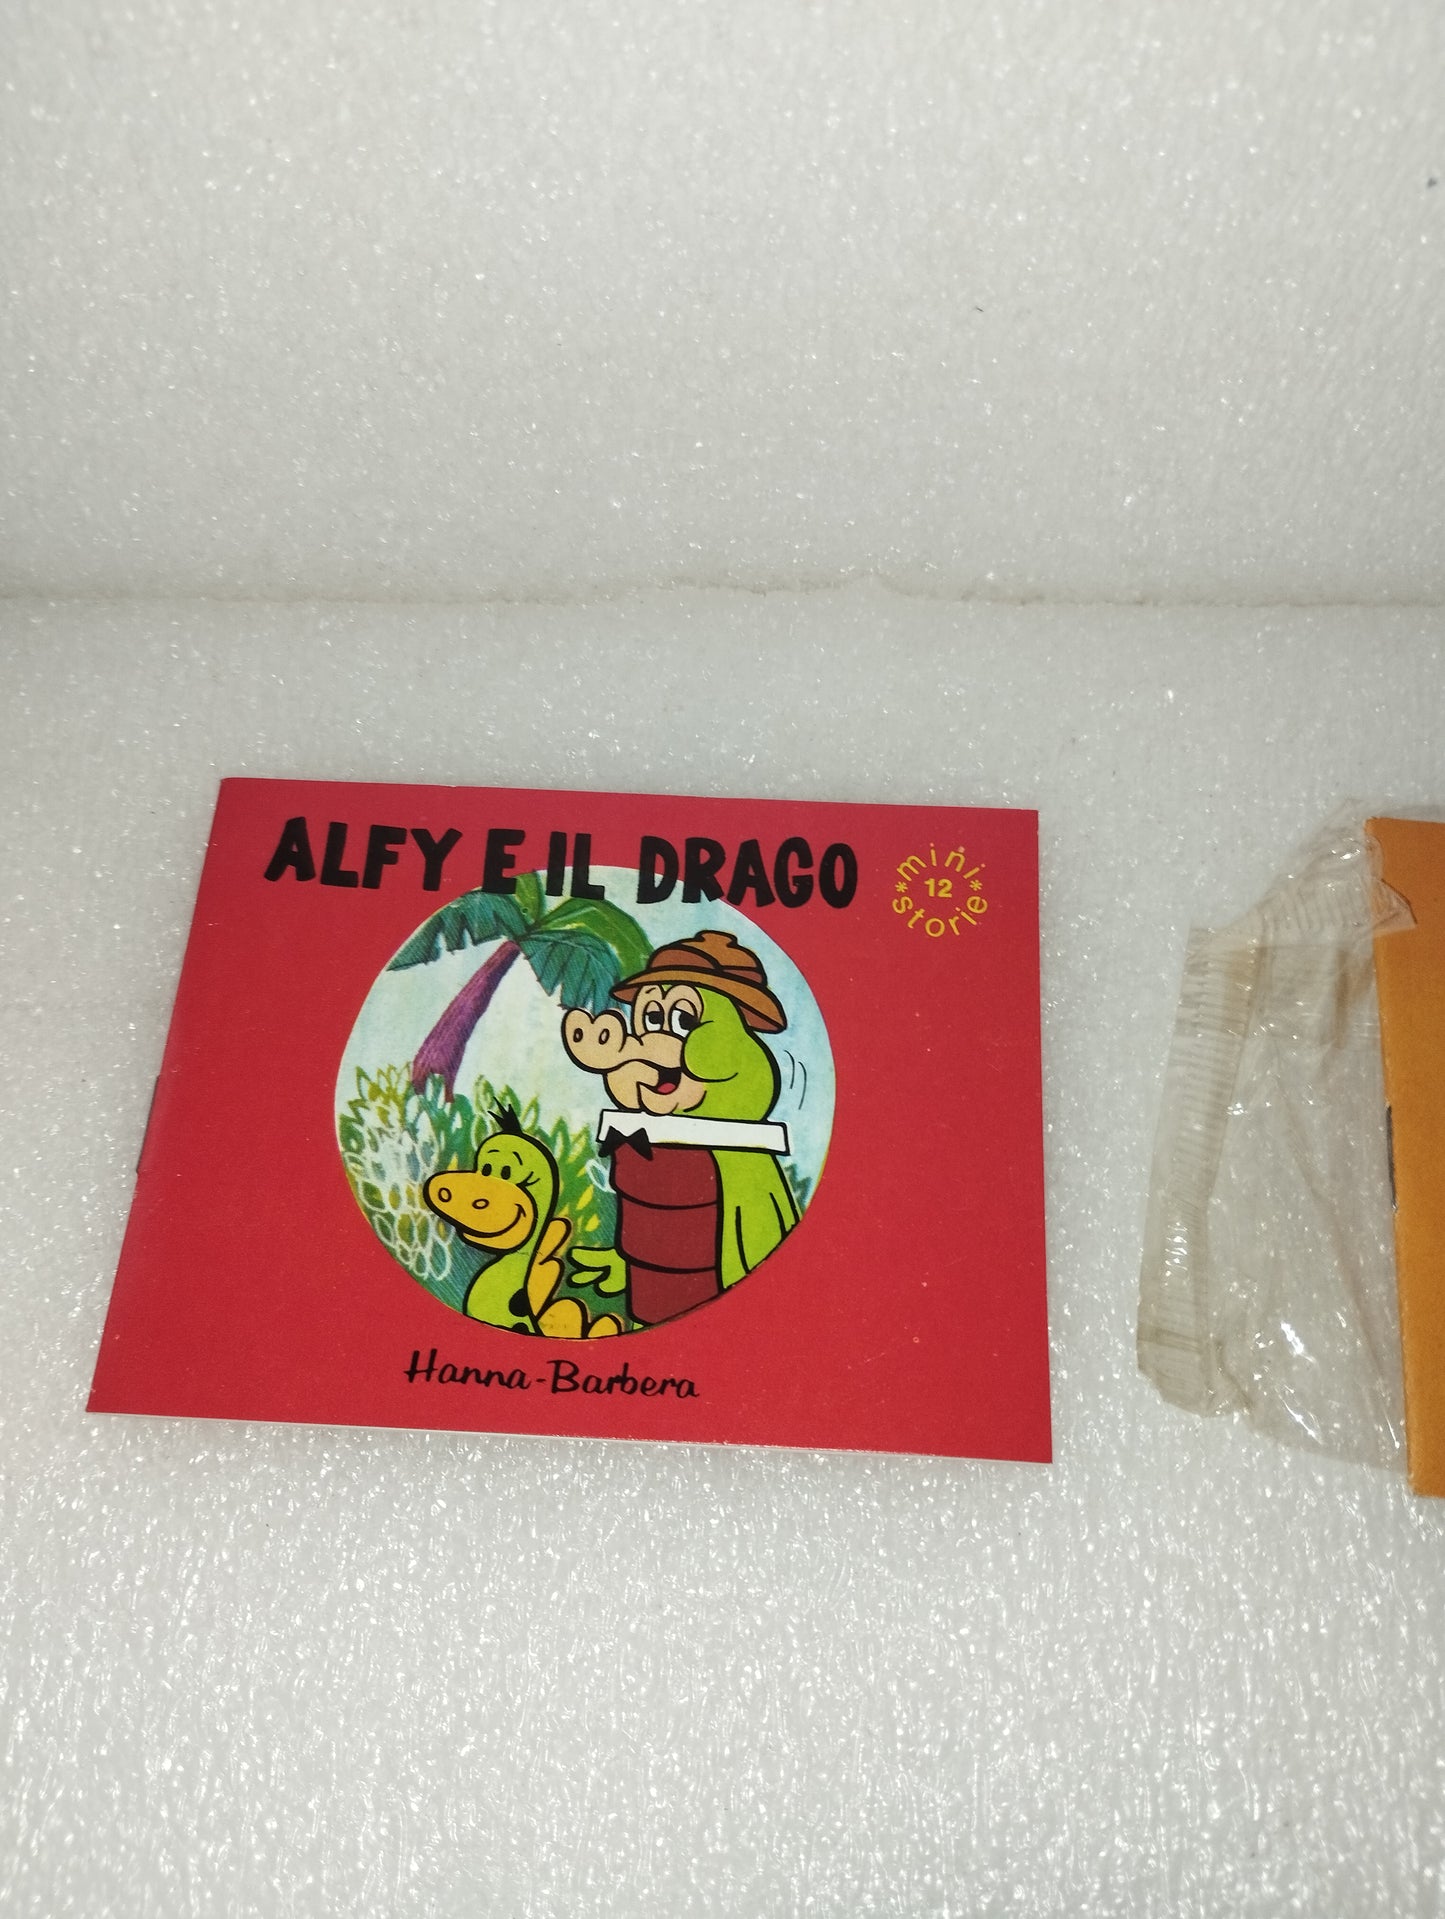 ALFY E IL DRAGO
mini
12
storie
Hanna-Barbera